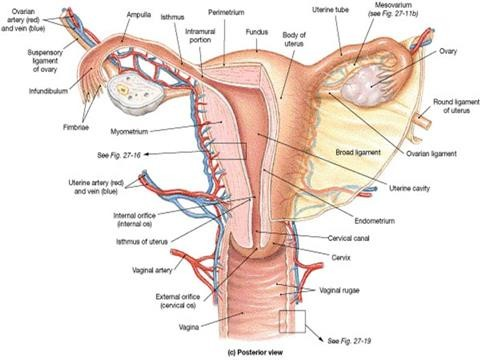 Ovarian
artery (red)
and vein (blue)
Ampulla
Isthmus
Perimetrium
Intramural
portion
Fundus
Body of
uterus
Uterine tube
Mesovarium
(see Fig. 27-11b)
Suspensory
ligament
of ovary
Infundibulum
Fimbriae
Myometrium
See Fig. 27-16
Uterine artery (red)
and vein (blue)
Internal orifice
(internal os)
Isthmus of uterus
Vaginal artery
External orifice
(cervical os)
Vagina
Ovary
Round ligament
of uterus
Broad ligament
Ovarian ligament
Uterine cavity
Endometrium
Cervical canal
Cervix
Vaginal rugae
See Fig. 27-19
(c) Posterior view